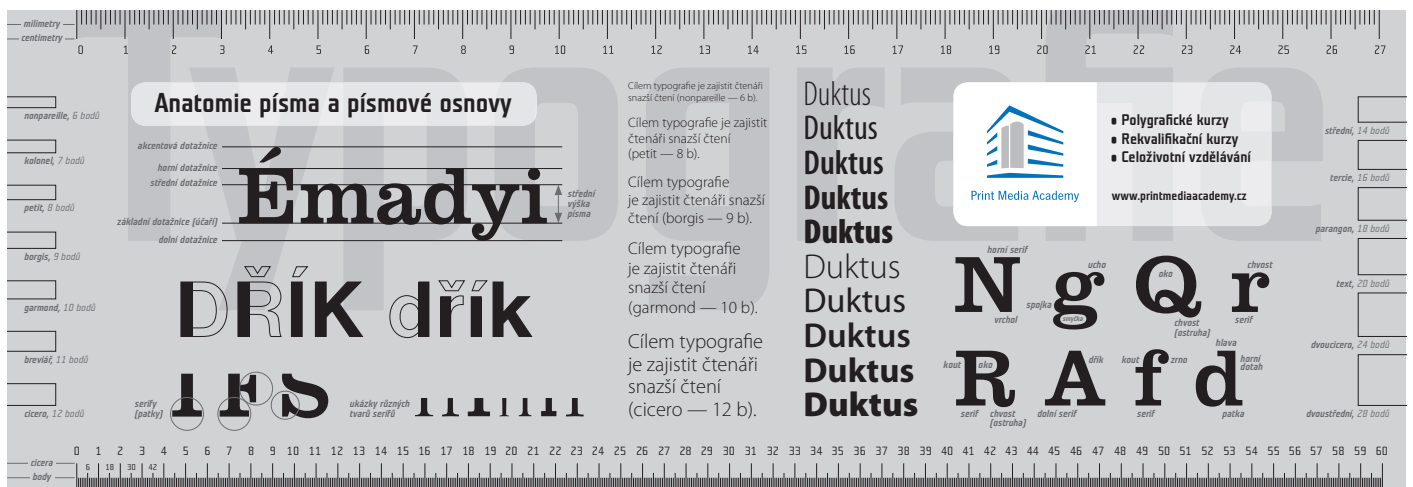 milimetry
centimetry
0 1 2 3 4 5 6 7 8 9 10 11 12 13 14 15 16 17 18 19 20 21 22 23 24 25 26 27
Typografie
nonpareille, 6 bodů
kolonel, 7 bodů
petit, 8 bodů
borgis, 9 bodů
garmond, 10 bodů
breviář, 11 bodů
cicero, 12 bodů
Anatomie písma a písmové osnovy
akcentová dotažnice
horní dotažnice
střední dotažnice
základní dotažnice (účaří)
dolní dotažnice
Émadyi
střední
výška
písma
DŘÍK dřík
serify
(patky)
IFS
ukázky různých
tvarů serifů
Cílem typografie je zajistit čtenáři
snazší čtení (nonpareille — 6 b).
Cílem typografie je zajistit
čtenáři snazší čtení
(petit — 8 b).
Cílem typografie
je zajistit čtenáři snazší
čtení (borgis — 9 b).
Cílem typografie
je zajistit čtenáři
snazší čtení
(garmond — 10 b).
Cílem typografie
je zajistit čtenáři
snazší čtení
(cicero — 12 b).
Duktus
Duktus
Duktus
Duktus
Duktus
Duktus
Duktus
Duktus
Duktus
Duktus
Print Media Academy
• Polygrafické kurzy
• Rekvalifikační kurzy
• Celoživotní vzdělávání
www.printmediaacademy.cz
N g Q r
horní serif
vrchol
spojka
ucho
smyčka
oko
chvost
(ostruha)
chvost
serif
R A f d
kout
oko
serif
chvost
(ostruha)
dřík
dolní serif
kout
zrno
serif
hlava
horní
dotah
patka
střední, 14 bodů
tercie, 16 bodů
parangon, 18 bodů
text, 20 bodů
dvoucicero, 24 bodů
dvoustřední, 28 bodů
0 1 2 3 4 5 6 7 8 9 10 11 12 13 14 15 16 17 18 19 20 21 22 23 24 25 26 27 28 29 30 31 32 33 34 35 36 37 38 39 40 41 42 43 44 45 46 47 48 49 50 51 52 53 54 55 56 57 58 59 60
cicera
6 18 30 42
body